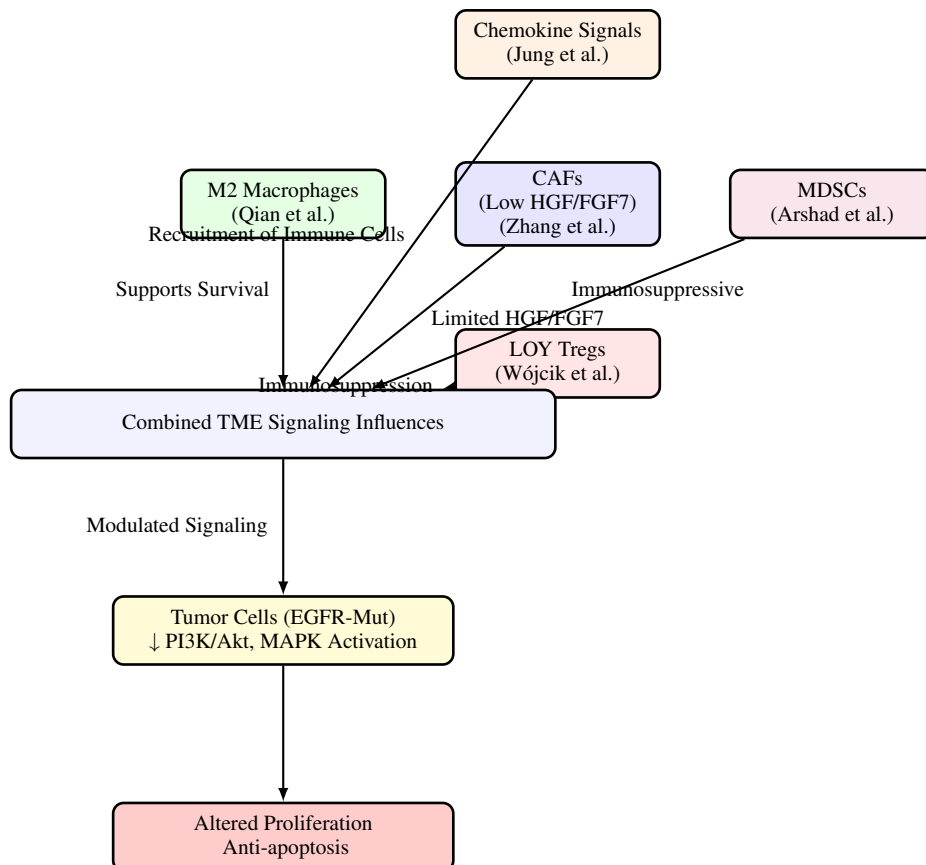 Chemokine Signals
(Jung et al.)
M2 Macrophages
(Qian et al.)
CAFs
(Low HGF/FGF7)
(Zhang et al.)
MDSCs
(Arshad et al.)
Recruitment of Immune Cells
Supports Survival
Immunosuppressive
Limited HGF/FGF7
LOY Tregs
(Wójcik et al.)
Immunosuppression
Combined TME Signaling Influences
Modulated Signaling
Tumor Cells (EGFR-Mut)
↓ PI3K/Akt, MAPK Activation
Altered Proliferation
Anti-apoptosis